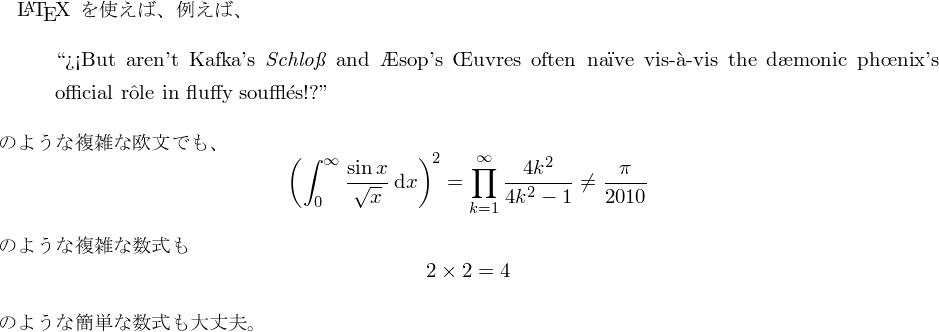 LATEX を使えば、例えば、
“¿¡But aren’t Kafka’s Schloß and Æsop’s Œuvres often naïve vis-à-vis the dæmonic phœnix’s
official rôle in fluffy soufflés!?”
のような複雑な欧文でも、
\left( \int_0^\infty \frac{\sin x}{\sqrt{x}} \, \mathrm{d}x \right)^2 = \prod_{k=1}^\infty \frac{4k^2}{4k^2 - 1} \neq \frac{\pi}{2010}
のような複雑な数式も
2 × 2 = 4
のような簡単な数式も大丈夫。